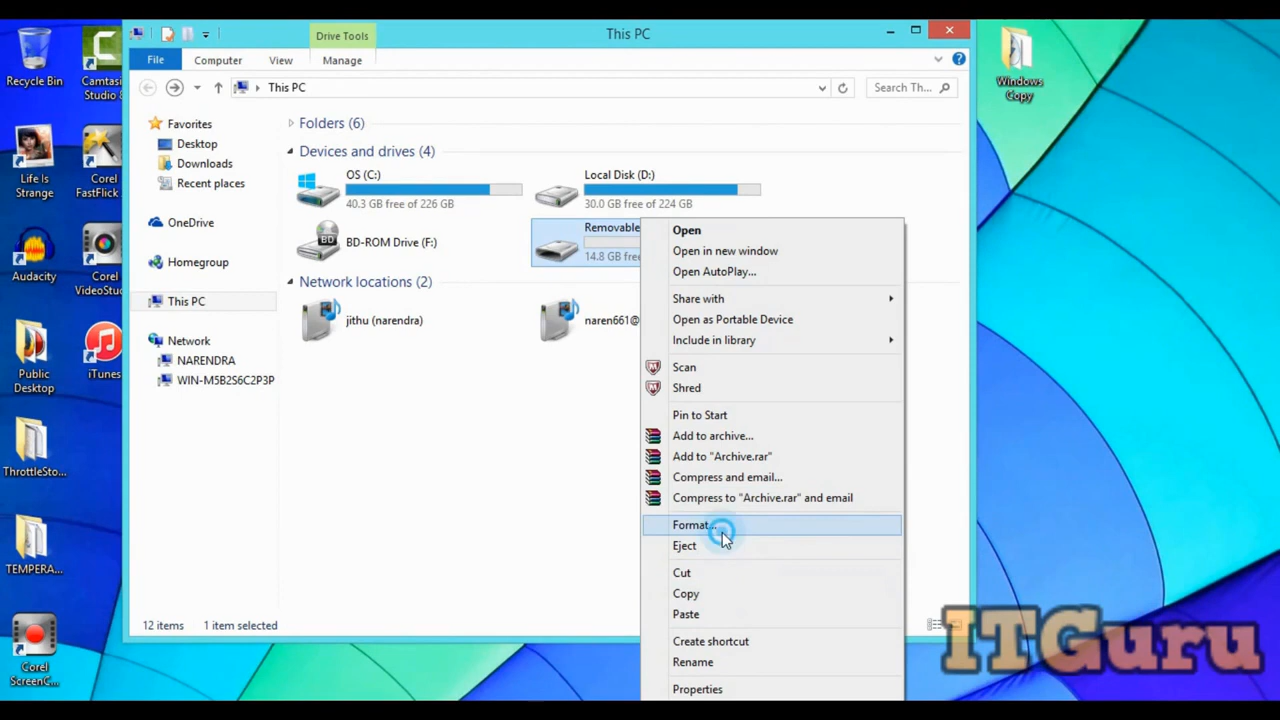 Recycle Bin
Camtasi
Studio 8
Life Is
Strange
Corel
FastFlick
Audacity
Corel
VideoStu
Public
Desktop
iTunes
ThrottleSto...
TEMPERA...
Corel
ScreenC...
Windows
Copy
Drive Tools
This PC
File
Computer
View
Manage
This PC
Search Th...
Favorites
Desktop
Downloads
Recent places
OneDrive
Homegroup
This PC
Network
NARENDRA
WIN-M5B2S6C2P3P
Folders (6)
Devices and drives (4)
OS (C:)
40.3 GB free of 226 GB
Local Disk (D:)
30.0 GB free of 224 GB
BD
BD-ROM Drive (F:)
Removable
14.8 GB free
Network locations (2)
jithu (narendra)
naren661@
Open
Open in new window
Open AutoPlay...
Share with
Open as Portable Device
Include in library
Scan
Shred
Pin to Start
Add to archive...
Add to "Archive.rar"
Compress and email...
Compress to "Archive.rar" and email
Format...
Eject
Cut
Copy
Paste
Create shortcut
Rename
Properties
12 items
1 item selected
ITGuru